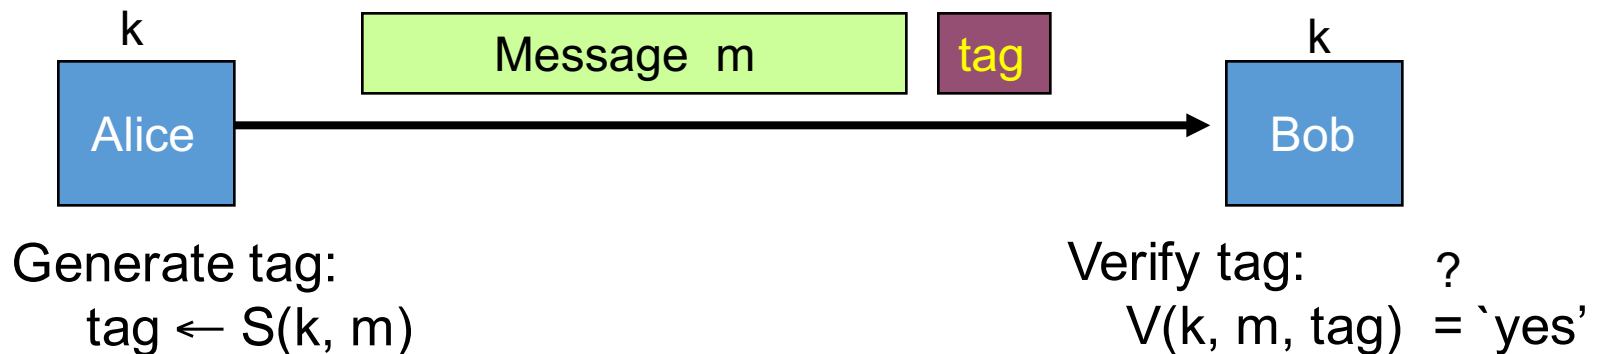 k
Message m
tag
k
Alice
Bob
Generate tag:
tag ← S(k, m)
Verify tag:
?
V(k, m, tag) = `yes’